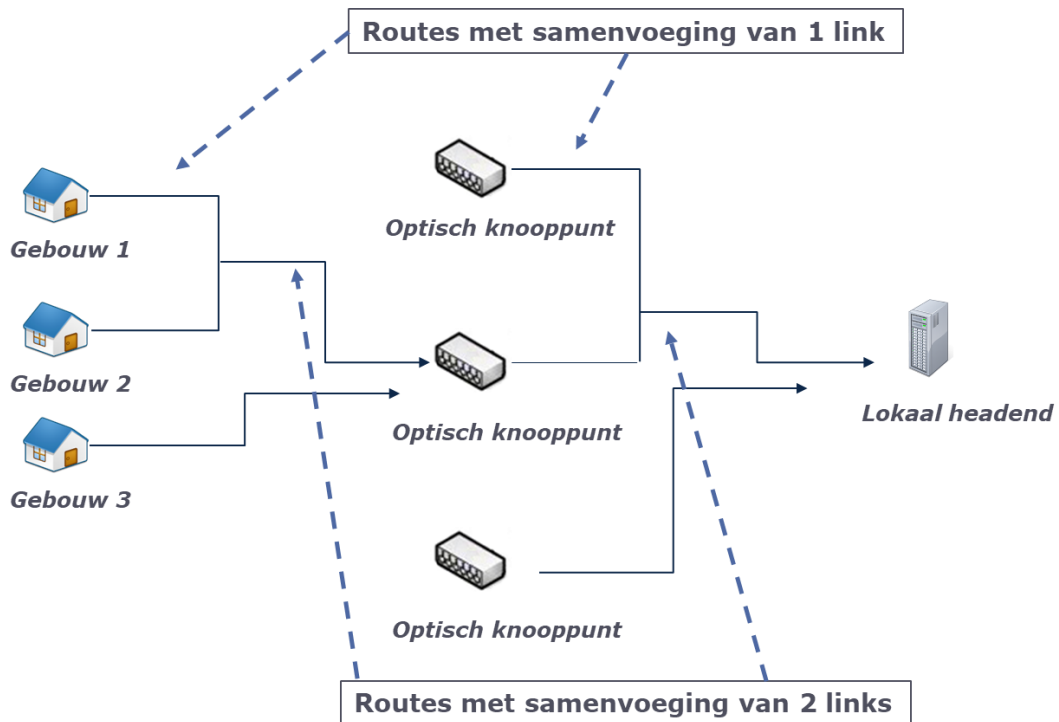 Routes met samenvoeging van 1 link
Gebouw 1
Optisch knooppunt
Gebouw 2
Optisch knooppunt
Lokaal headend
Gebouw 3
Optisch knooppunt
Routes met samenvoeging van 2 links